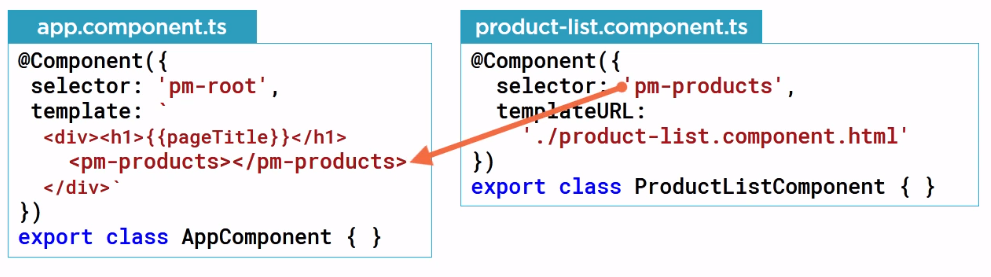 app.component.ts
@Component({
selector: 'pm-root',
template: `
<div><h1>{{pageTitle}}</h1>
<pm-products></pm-products>
</div>`
})
export class AppComponent { }
product-list.component.ts
@Component({
selector: 'pm-products',
templateURL:
'./product-list.component.html'
})
export class ProductListComponent { }